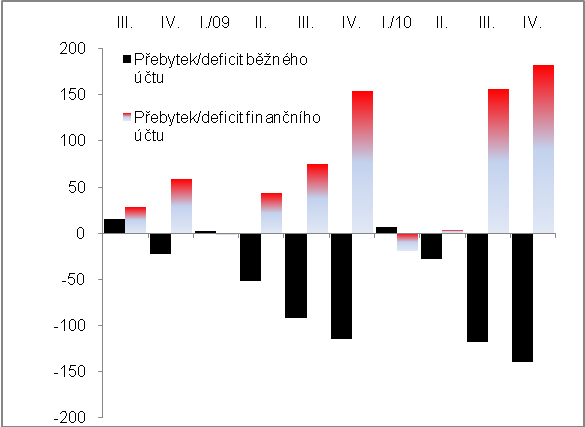 III. IV. I./09 II. III. IV. I./10 II. III. IV.
200
Přebytek/deficit běžného
účtu
150
Přebytek/deficit finančního
účtu
100
50
0
-50
-100
-150
-200